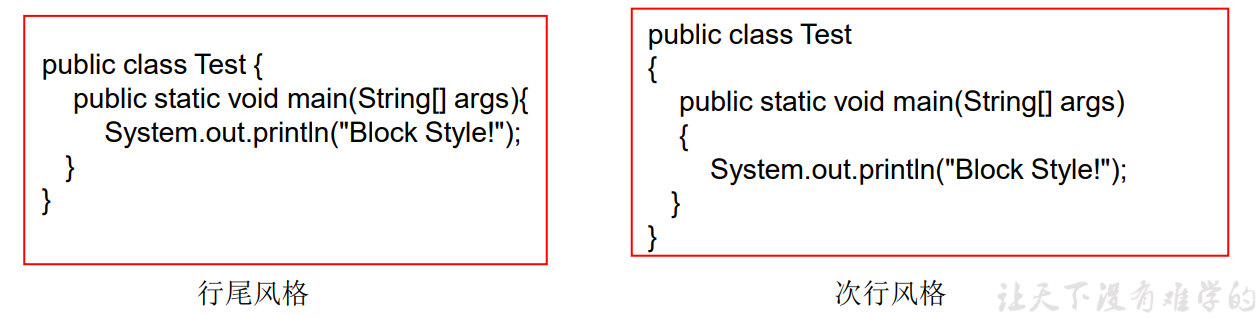 public class Test {
public static void main(String[] args){
System.out.println("Block Style!");
}
}
行尾风格
public class Test
{
public static void main(String[] args)
{
System.out.println("Block Style!");
}
}
次行风格
让天下没有难学的